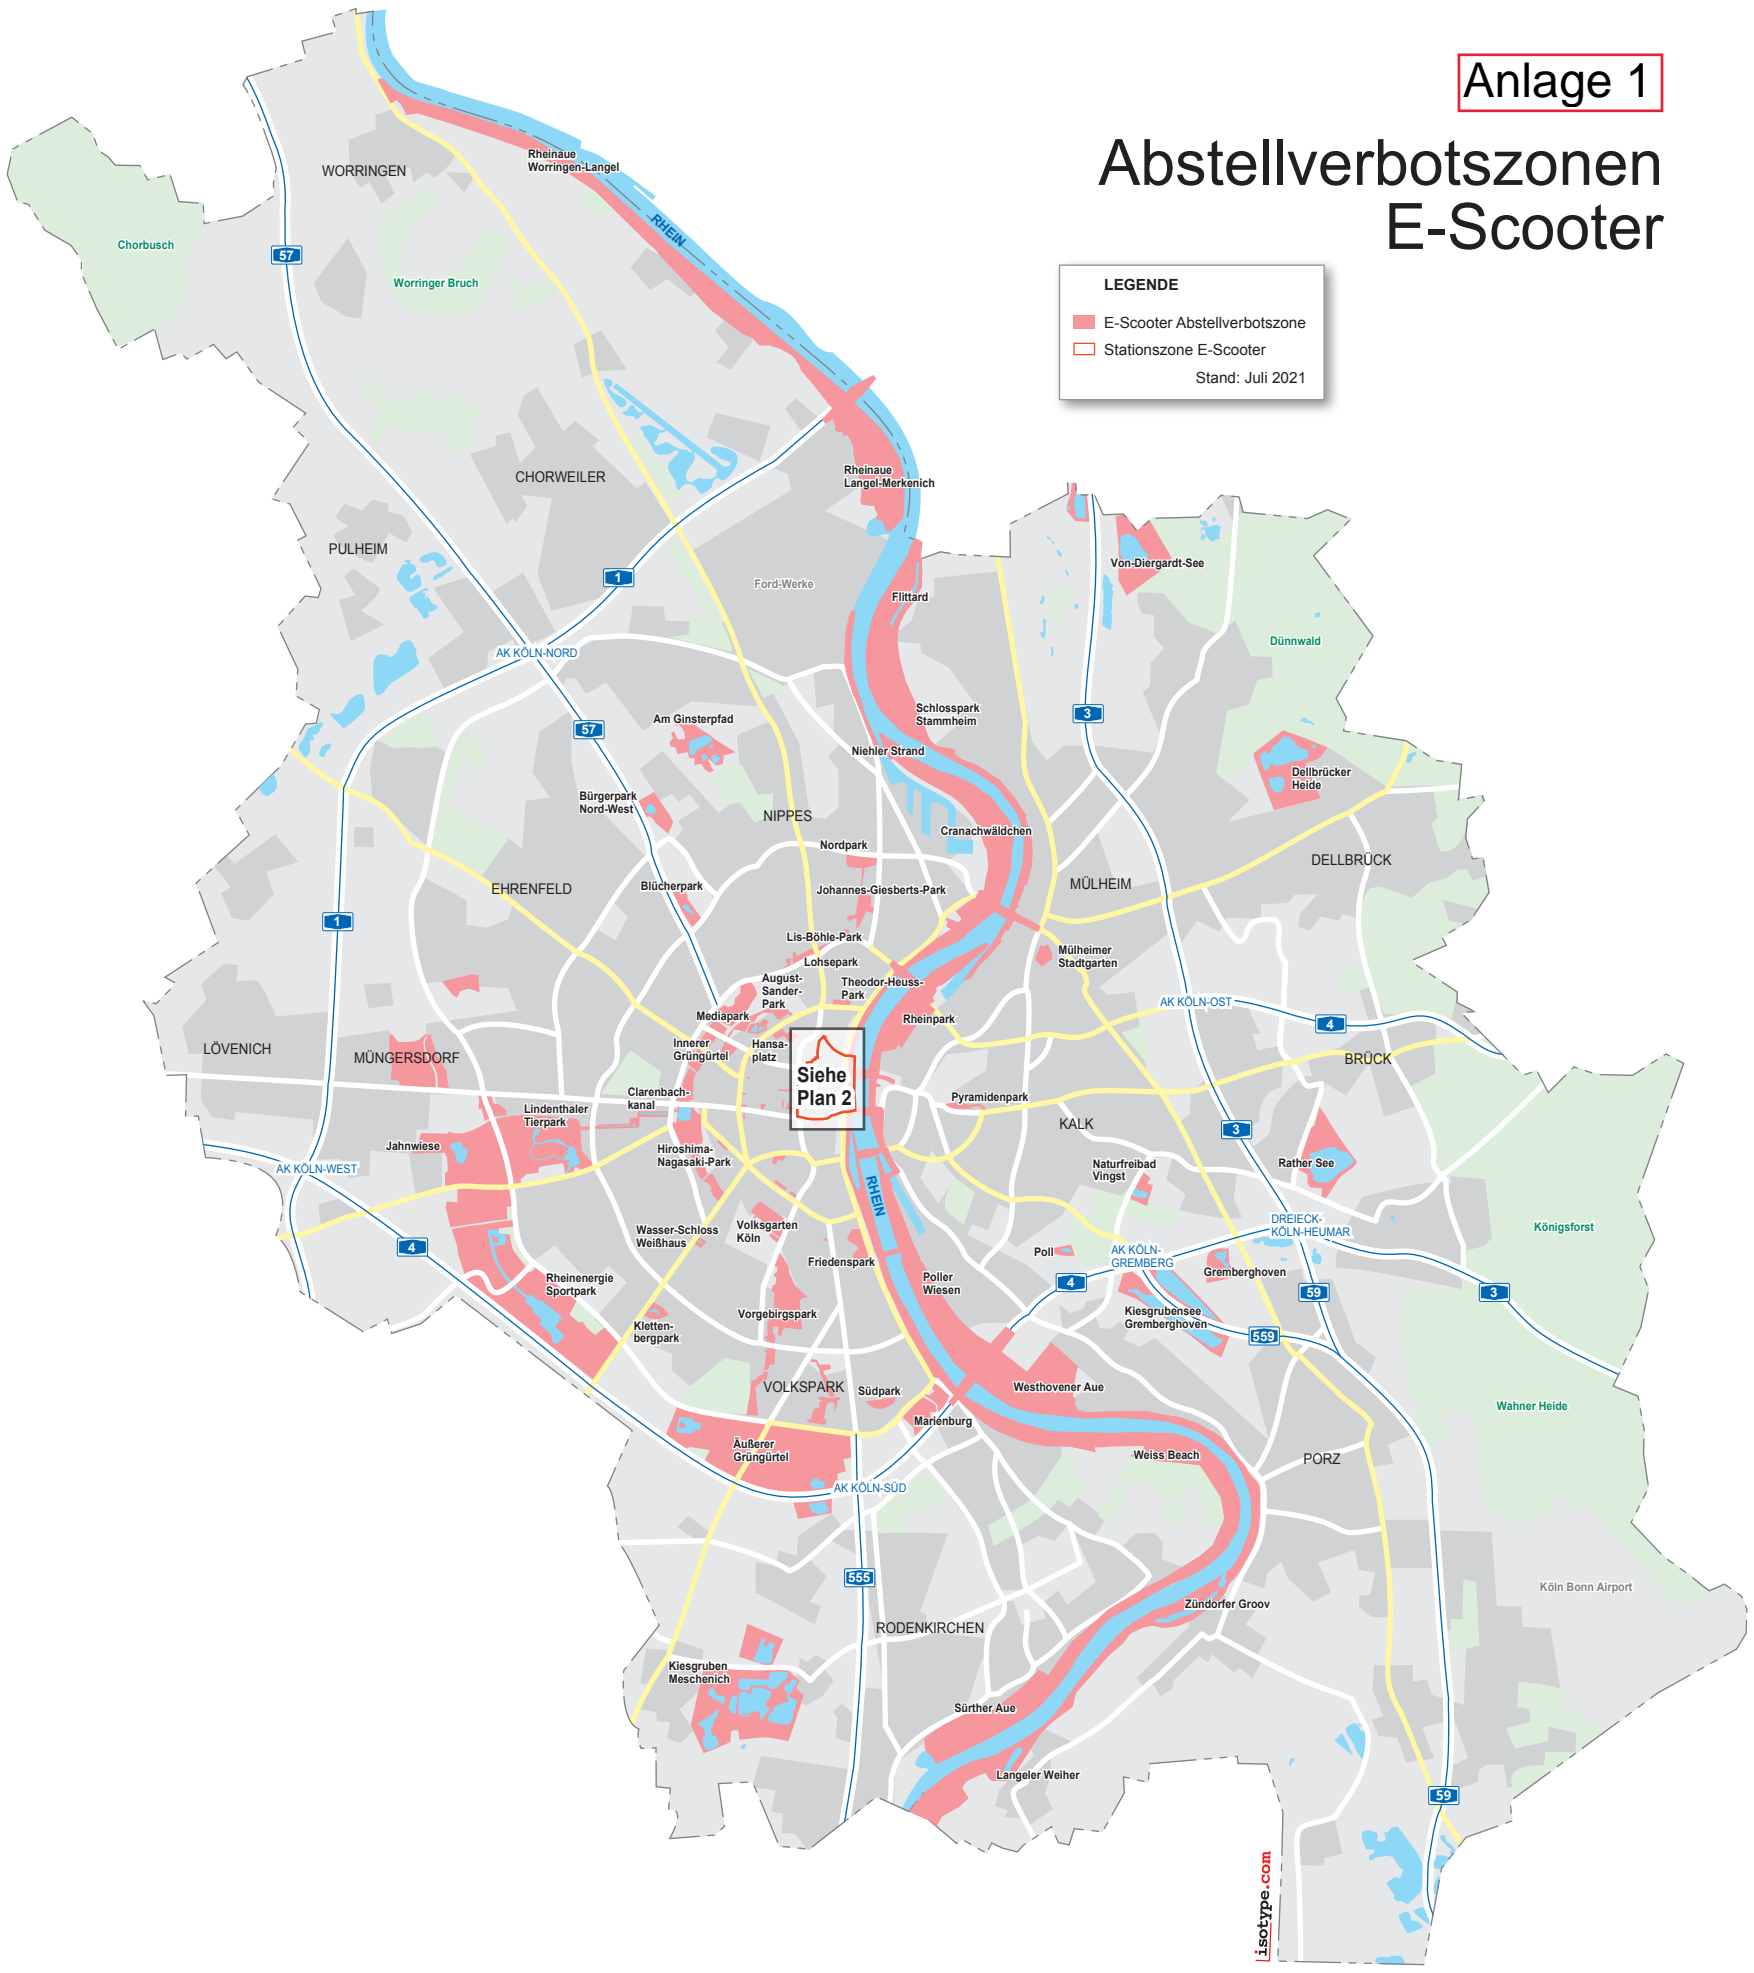 Anlage 1
Abstellverbotszonen
E-Scooter
LEGENDE
E-Scooter Abstellverbotszone
Stationszone E-Scooter
Stand: Juli 2021
Rheinaue
Worringen-Langel
WORRINGEN
RHEIN
Chorbusch
57
Worringer Bruch
CHORWEILER
Rheinaue
Langel-Merkenich
PULHEIM
1
Ford-Werke
Flittard
Von-Diergardt-See
Dünnwald
AK KÖLN-NORD
57
Am Ginsterpfad
Schlosspark
Stammheim
3
Niehler Strand
Dellbrücker
Heide
Bürgerpark
Nord-West
NIPPES
Cranachwäldchen
Nordpark
DELLBRÜCK
EHRENFELD
Blücherpark
Johannes-Giesberts-Park
MÜLHEIM
1
Lis-Böhle-Park
Lohsepark
Mülheimer
Stadtgarten
August-
Sander-
Park
Theodor-Heuss-
Park
AK KÖLN-OST
4
Mediapark
Rheinpark
LÖVENICH
MÜNGERSDORF
Innerer
Grüngürtel
Hansa-
platz
Siehe
Plan 2
BRÜCK
Clarenbach-
kanal
Pyramidenpark
Lindenthaler
Tierpark
KALK
3
Jahnwiese
Hiroshima-
Nagasaki-Park
AK KÖLN-WEST
Naturfreibad
Vingst
Rather See
RHEIN
4
Wasser-Schloss
Weißhaus
Volksgarten
Köln
DREIECK-
KÖLN-HEUMAR
Königsforst
Friedenspark
Poll
AK KÖLN-
GREMBERG
Gremberghoven
Rheinenergie
Sportpark
Poller
Wiesen
4
59
3
Vorgebirgspark
Kletten-
bergpark
Kiesgrubensee
Gremberghoven
559
VOLKSPARK
Südpark
Westhovener Aue
Wahner Heide
Marienburg
Äußerer
Grüngürtel
Weiss Beach
PORZ
AK KÖLN-SÜD
555
Köln Bonn Airport
Zündorfer Groov
RODENKIRCHEN
Kiesgruben
Meschenich
Sürther Aue
Langeler Weiher
59
isotype.com